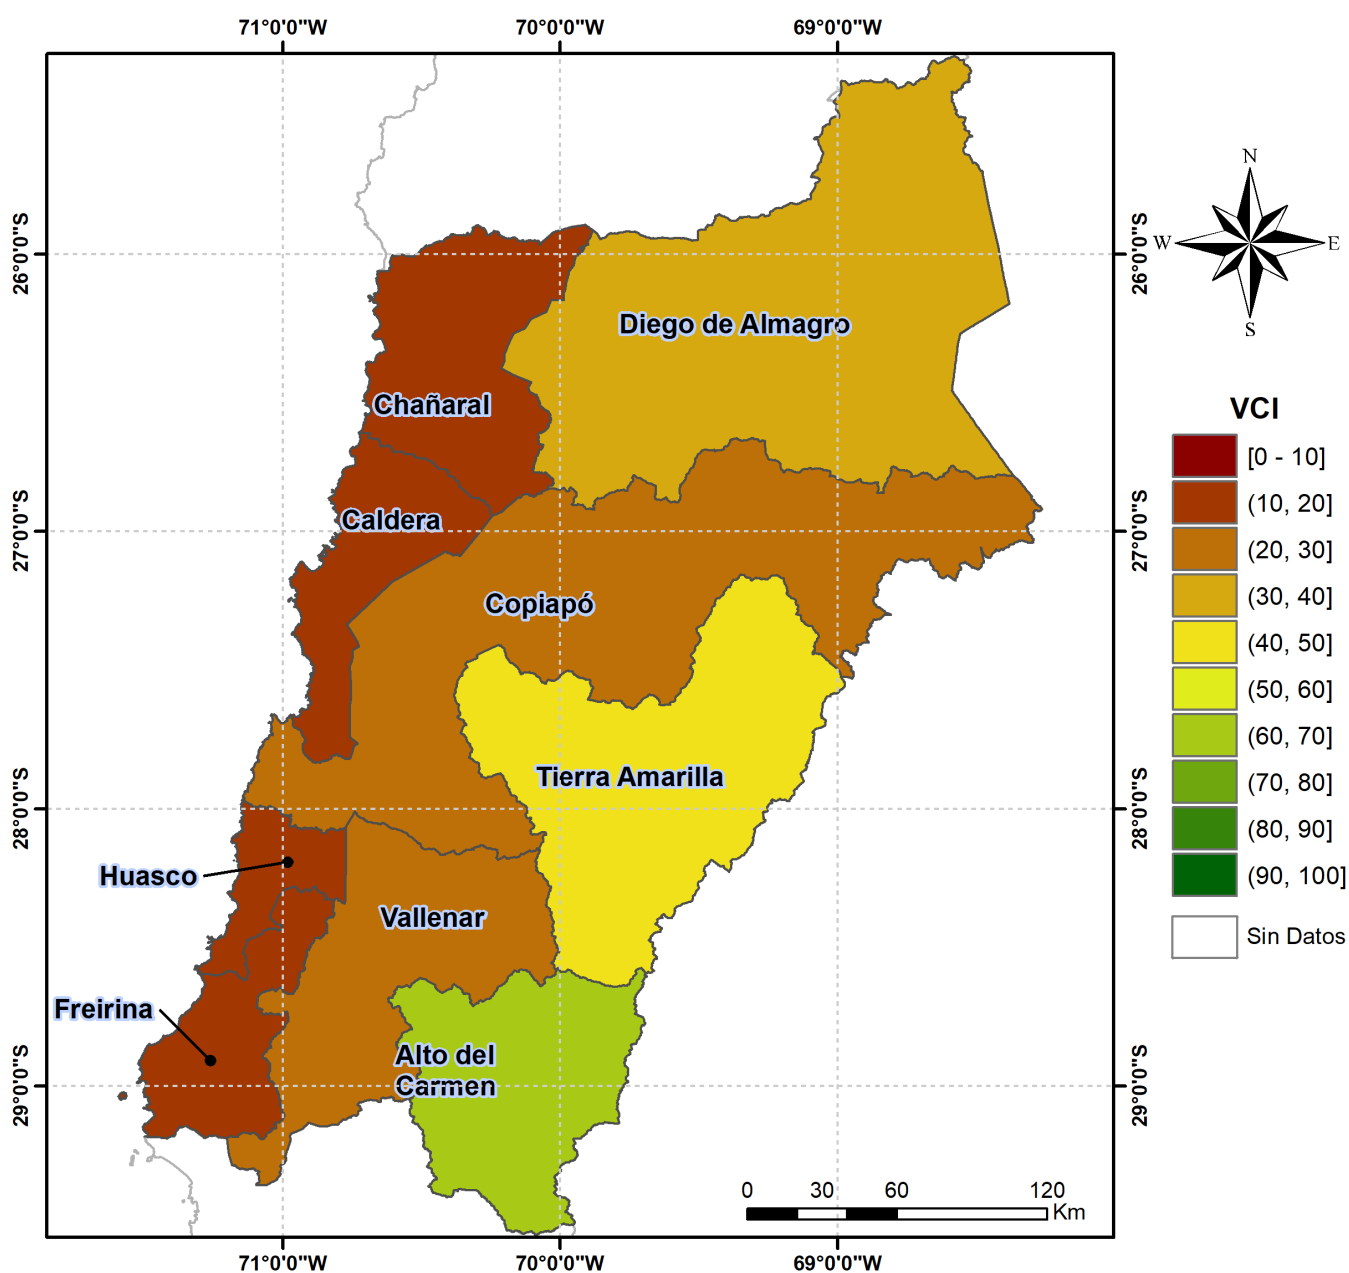 71°0'0"W 70°0'0"W 69°0'0"W
26°0'0"S
27°0'0"S
28°0'0"S
29°0'0"S
Diego de Almagro
Chañaral
Caldera
Copiapó
Tierra Amarilla
Huasco
Vallenar
Freirina
Alto del
Carmen
0 30 60 120
Km
71°0'0"W 70°0'0"W 69°0'0"W
26°0'0"S
27°0'0"S
28°0'0"S
29°0'0"S
N
W E
S
VCI
[0 - 10]
(10, 20]
(20, 30]
(30, 40]
(40, 50]
(50, 60]
(60, 70]
(70, 80]
(80, 90]
(90, 100]
Sin Datos